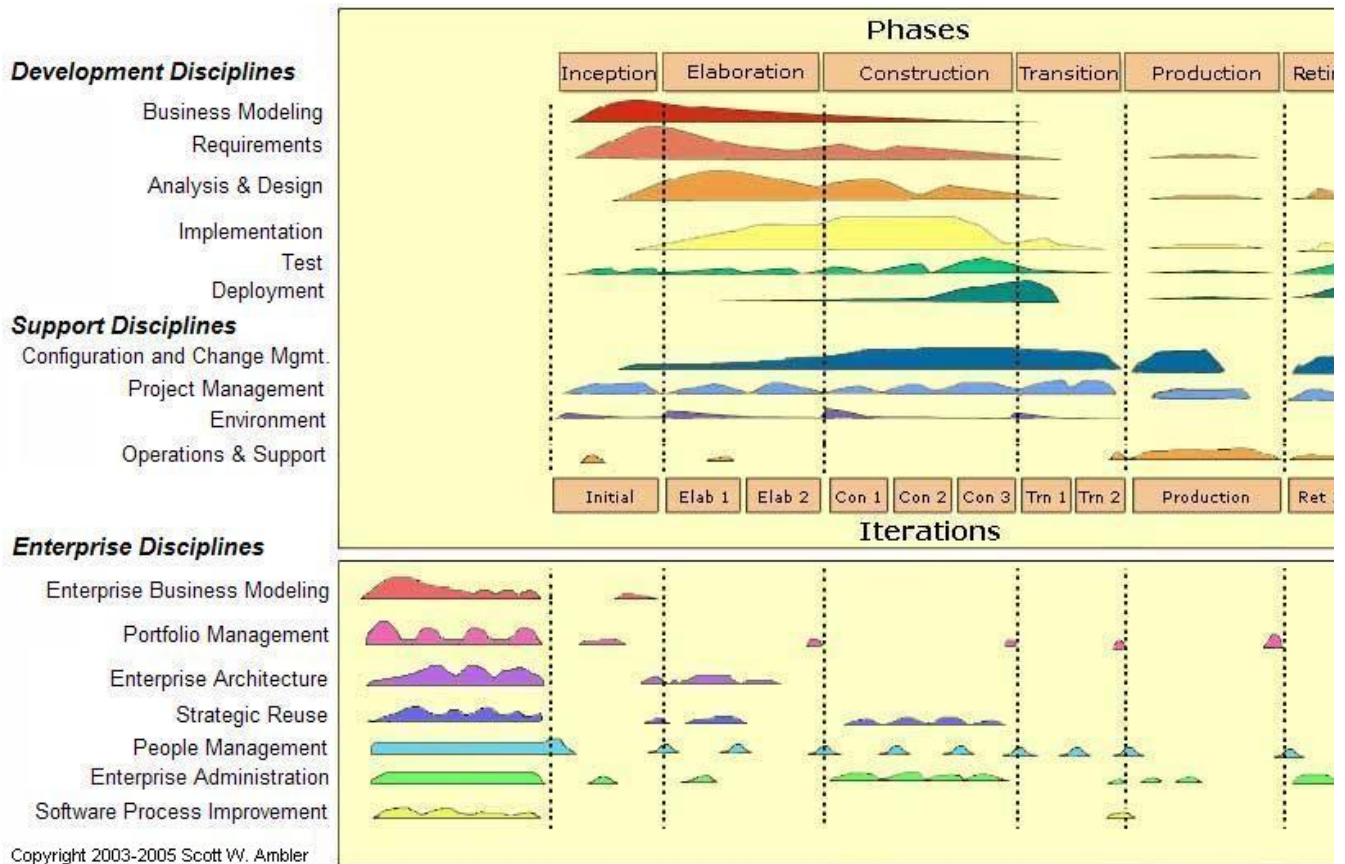 Phases
Development Disciplines
Inception Elaboration Construction Transition Production
Business Modeling
Requirements
Analysis & Design
Implementation
Test
Deployment
Support Disciplines
Configuration and Change Mgmt.
Project Management
Environment
Operations & Support
Initial Elab 1 Elab 2 Con 1 Con 2 Con 3 Trn 1 Trn 2 Production Ret
Iterations
Enterprise Disciplines
Enterprise Business Modeling
Portfolio Management
Enterprise Architecture
Strategic Reuse
People Management
Enterprise Administration
Software Process Improvement
Copyright 2003-2005 Scott W. Ambler